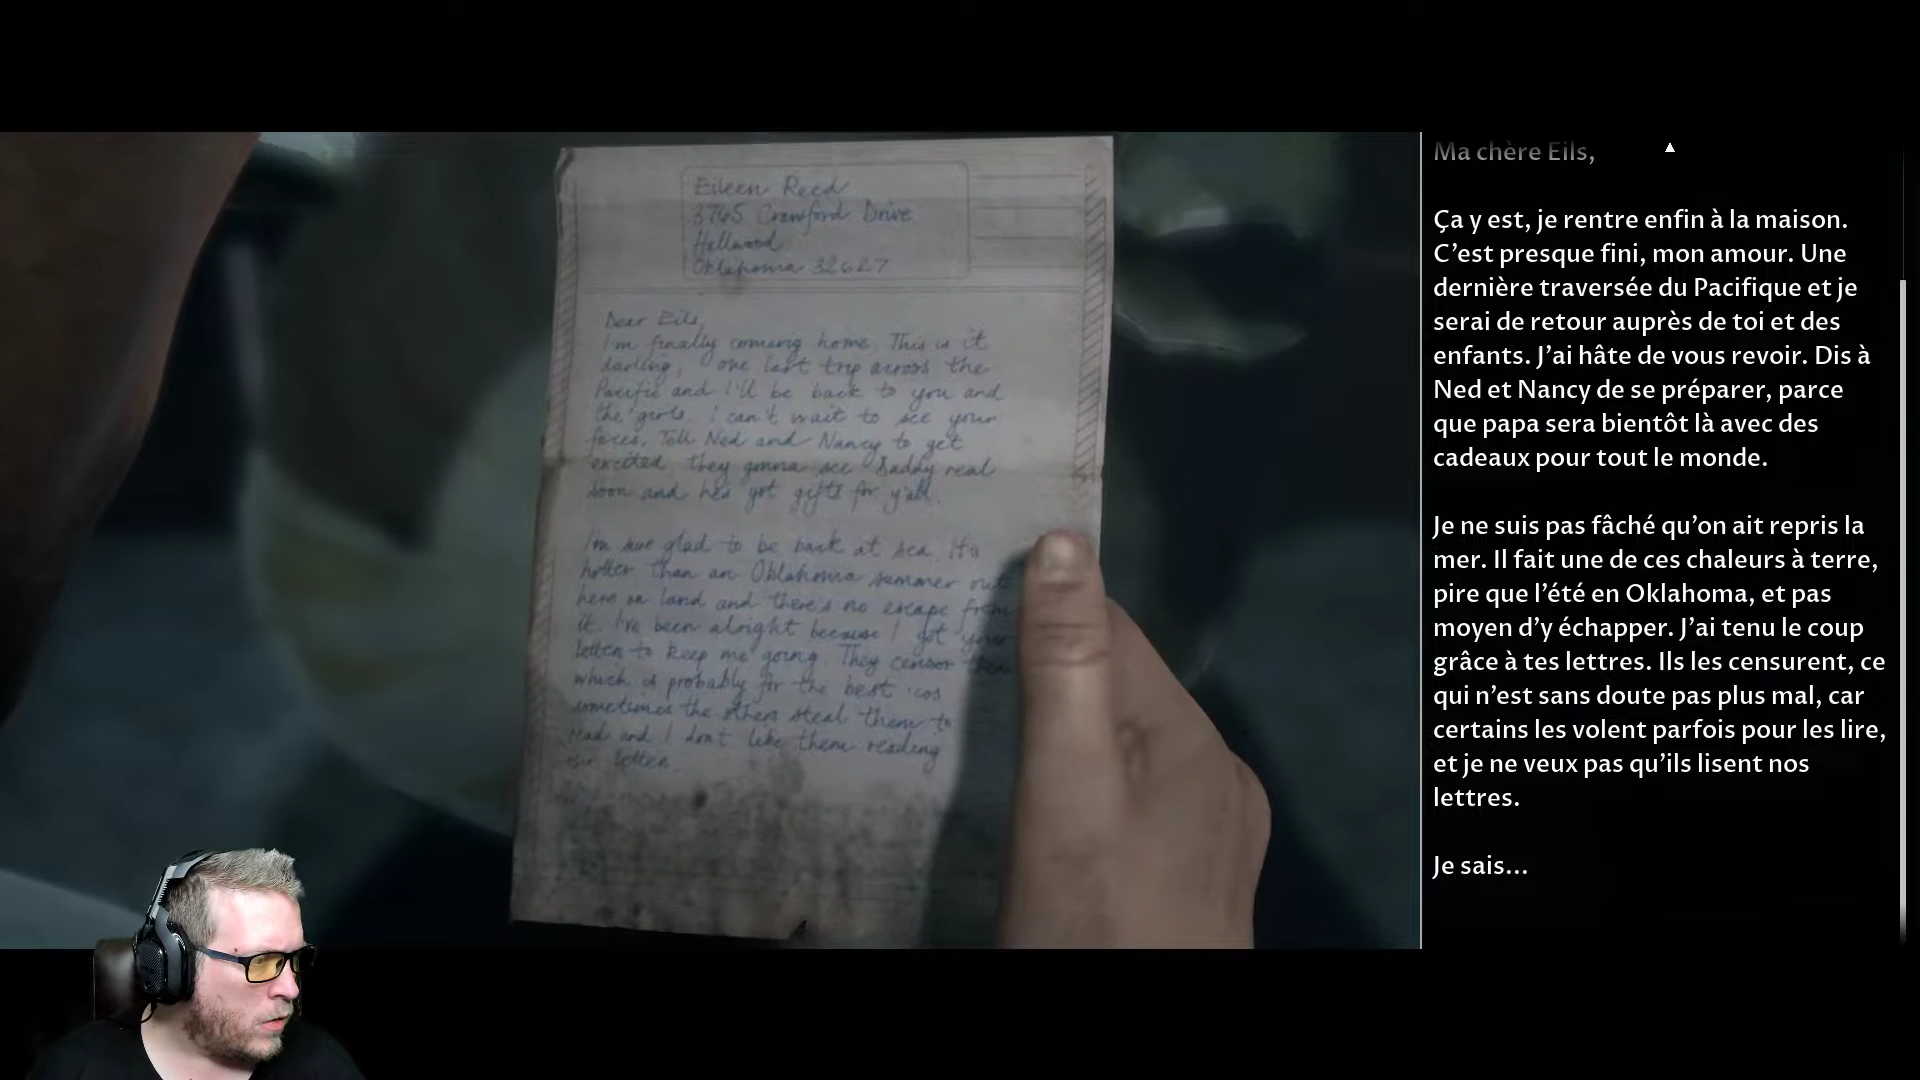 Eileen Reed
3765 Crawford Drive
Hallwood
Oklahoma 32627
Dear Eils,
I'm finally coming home. This is it
darling, one last trip across the
Pacific and I'll be back to you and
the girls. I can't wait to see your
faces. Tell Ned and Nancy to get
excited, they gonna see Daddy real
soon and he's got gifts for y'all.
I'm sure glad to be back at sea. It's
hotter than an Oklahoma summer out
here on land and there's no escape from
it. I've been alright because I got your
letters to keep me going. They censor them
which is probably for the best 'cos
sometimes the others steal them to
read and I don't like them reading
our letters.
Ma chère Eils,
Ça y est, je rentre enfin à la maison.
C'est presque fini, mon amour. Une
dernière traversée du Pacifique et je
serai de retour auprès de toi et des
enfants. J'ai hâte de vous revoir. Dis à
Ned et Nancy de se préparer, parce
que papa sera bientôt là avec des
cadeaux pour tout le monde.
Je ne suis pas fâché qu'on ait repris la
mer. Il fait une de ces chaleurs à terre,
pire que l'été en Oklahoma, et pas
moyen d'y échapper. J'ai tenu le coup
grâce à tes lettres. Ils les censurent, ce
qui n'est sans doute pas plus mal, car
certains les volent parfois pour les lire,
et je ne veux pas qu'ils lisent nos
lettres.
Je sais...